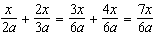 x/2a + 2x/3a = 3x/6a + 4x/6a = 7x/6a